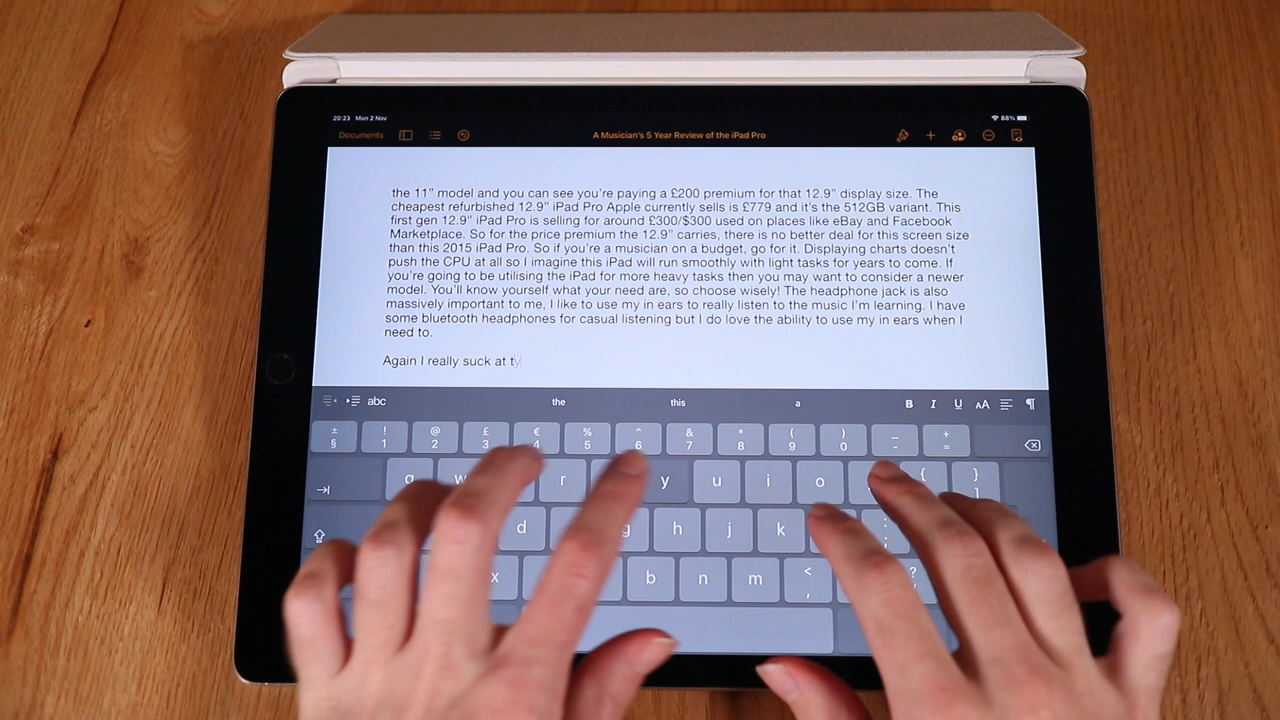 20:23 Mon 2 Nov 88%
Documents A Musician's 5 Year Review of the iPad Pro
the 11" model and you can see you're paying a £200 premium for that 12.9" display size. The
cheapest refurbished 12.9" iPad Pro Apple currently sells is £779 and it's the 512GB variant. This
first gen 12.9" iPad Pro is selling for around £300/$300 used on places like eBay and Facebook
Marketplace. So for the price premium the 12.9" carries, there is no better deal for this screen size
than this 2015 iPad Pro. So if you're a musician on a budget, go for it. Displaying charts doesn't
push the CPU at all so I imagine this iPad will run smoothly with light tasks for years to come. If
you're going to be utilising the iPad for more heavy tasks then you may want to consider a newer
model. You'll know yourself what your need are, so choose wisely! The headphone jack is also
massively important to me, I like to use my in ears to really listen to the music I'm learning. I have
some bluetooth headphones for casual listening but I do love the ability to use my in ears when I
need to.
Again I really suck at ty
abc the this a B I U AA ¶
± ! @ £ € % ^ & * ( ) _ +
§ 1 2 3 4 5 6 7 8 9 0 - =
q w r y u i o { }
]
d g h j k : ;
x b n m < , ?